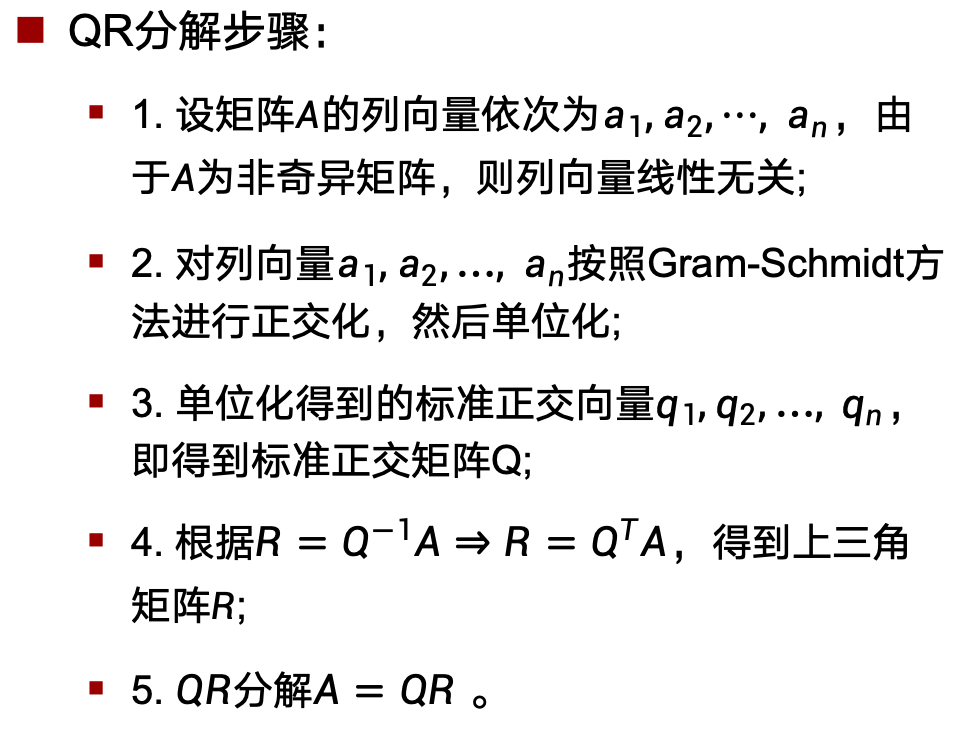 QR分解步骤：
1. 设矩阵A的列向量依次为a₁, a₂, ⋯, aₙ，由
于A为非奇异矩阵，则列向量线性无关;
2. 对列向量a₁, a₂, …, aₙ按照Gram-Schmidt方
法进行正交化，然后单位化;
3. 单位化得到的标准正交向量q₁, q₂, …, qₙ，
即得到标准正交矩阵Q;
4. 根据R = Q⁻¹A ⇒ R = QᵀA，得到上三角
矩阵R;
5. QR分解A = QR 。